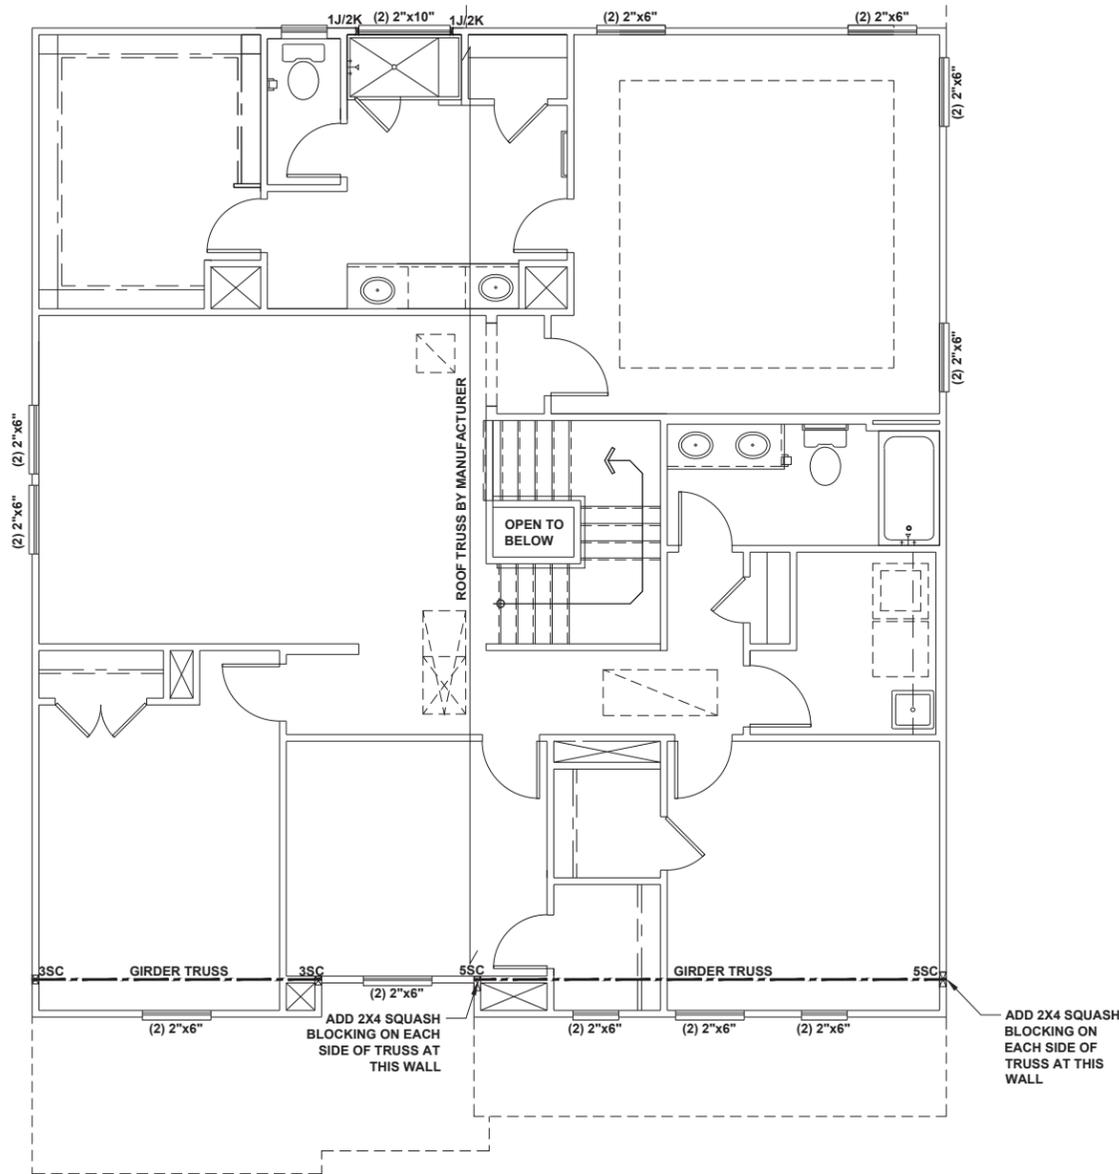 1J/2K
(2) 2"x10"
1J/2K
(2) 2"x6"
(2) 2"x6"
(2) 2"x6"
(2) 2"x6"
(2) 2"x6"
(2) 2"x6"
ROOF TRUSS BY MANUFACTURER
OPEN TO
BELOW
3SC
GIRDER TRUSS
3SC
5SC
GIRDER TRUSS
5SC
(2) 2"x6"
(2) 2"x6"
(2) 2"x6"
(2) 2"x6"
(2) 2"x6"
ADD 2X4 SQUASH
BLOCKING ON EACH
SIDE OF TRUSS AT
THIS WALL
ADD 2X4 SQUASH
BLOCKING ON
EACH SIDE OF
TRUSS AT THIS
WALL